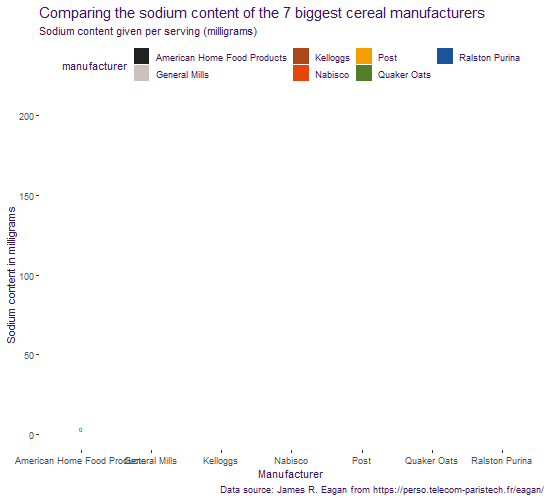 Comparing the sodium content of the 7 biggest cereal manufacturers
Sodium content given per serving (milligrams)
manufacturer
American Home Food Products Kelloggs Post Ralston Purina
General Mills Nabisco Quaker Oats
Sodium content in milligrams
200
150
100
50
0
0
American Home Food Products General Mills Kelloggs Nabisco Post Quaker Oats Ralston Purina
Manufacturer
Data source: James R. Eagan from https://perso.telecom-paristech.fr/eagan/